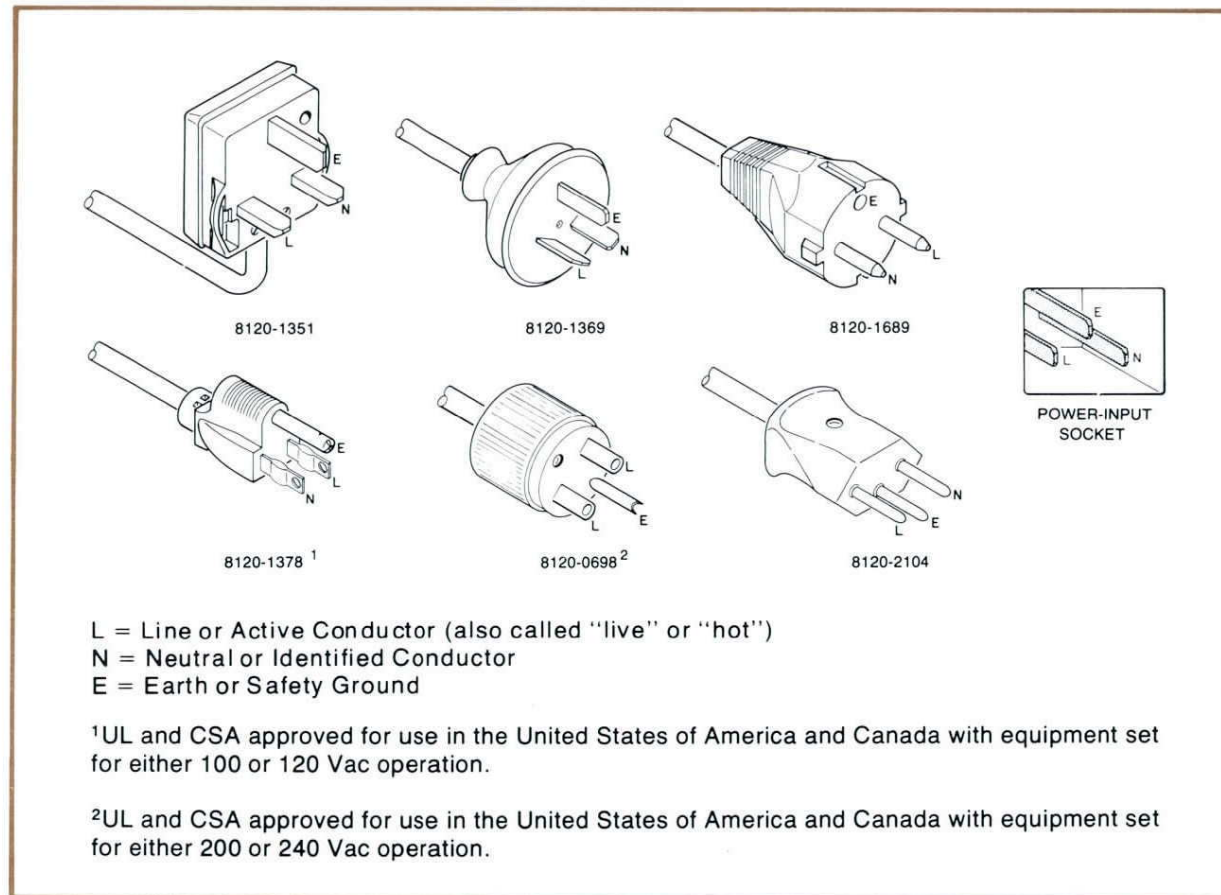 E
N
L
8120-1351
E
N
L
8120-1369
E
L
N
8120-1689
E
L
N
POWER-INPUT
SOCKET
E
L
N
8120-1378 ¹
L
E
L
8120-0698 ²
N
E
L
8120-2104
L = Line or Active Conductor (also called “live” or “hot”)
N = Neutral or Identified Conductor
E = Earth or Safety Ground
¹UL and CSA approved for use in the United States of America and Canada with equipment set
for either 100 or 120 Vac operation.
²UL and CSA approved for use in the United States of America and Canada with equipment set
for either 200 or 240 Vac operation.